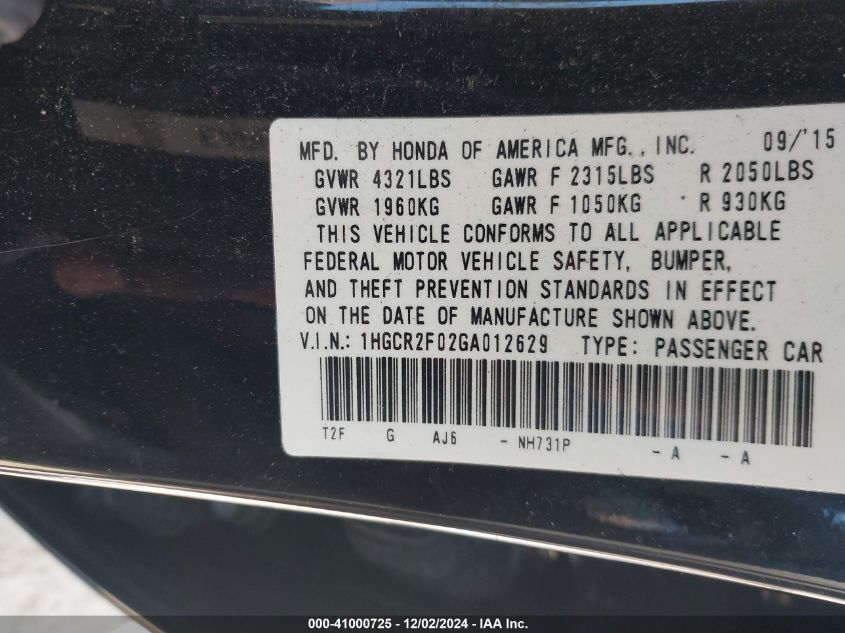 MFD. BY HONDA OF AMERICA MFG., INC. 09/'15
GVWR 4321LBS GAWR F 2315LBS R 2050LBS
GVWR 1960KG GAWR F 1050KG R 930KG
THIS VEHICLE CONFORMS TO ALL APPLICABLE
FEDERAL MOTOR VEHICLE SAFETY, BUMPER,
AND THEFT PREVENTION STANDARDS IN EFFECT
ON THE DATE OF MANUFACTURE SHOWN ABOVE.
V.I.N.: 1HGCR2F02GA012629 TYPE: PASSENGER CAR
T2F G AJ6 - NH731P - A - A
000-41000725 - 12/02/2024 - IAA Inc.